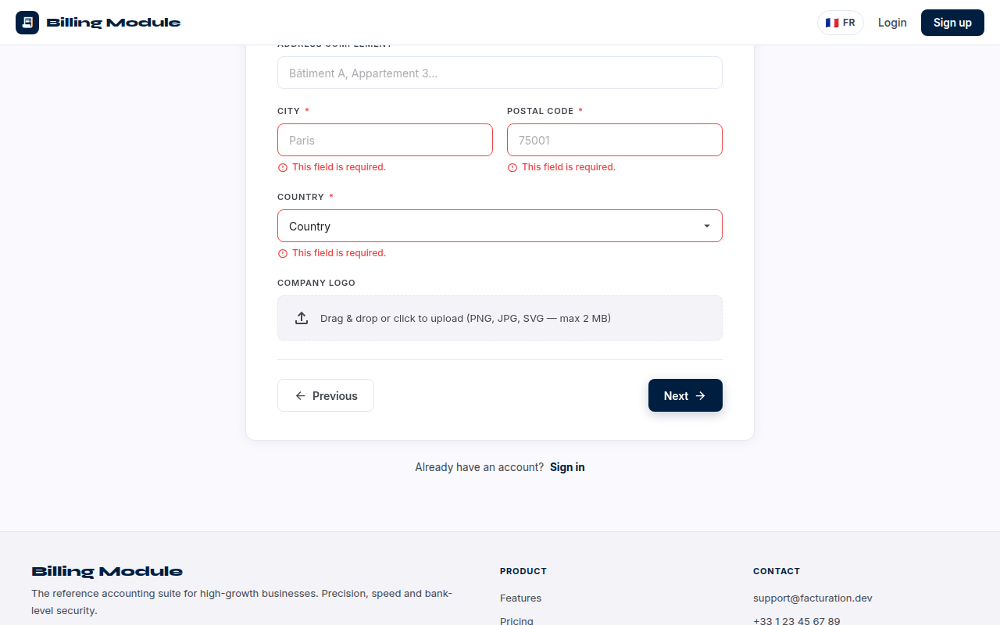 Billing Module
FR
Login
Sign up
ADDRESS COMPLEMENT
Bâtiment A, Appartement 3...
CITY *
POSTAL CODE *
Paris
75001
This field is required.
This field is required.
COUNTRY *
Country
This field is required.
COMPANY LOGO
Drag & drop or click to upload (PNG, JPG, SVG — max 2 MB)
Previous
Next
Already have an account? Sign in
Billing Module
The reference accounting suite for high-growth businesses. Precision, speed and bank-
level security.
PRODUCT
Features
Pricing
CONTACT
support@facturation.dev
+33 1 23 45 67 89